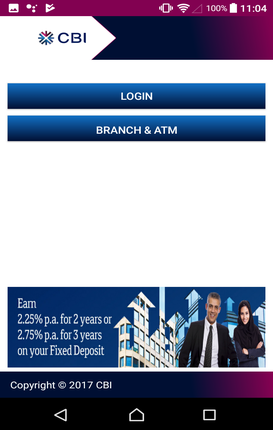 100% 11:04
CBI
LOGIN
BRANCH & ATM
Earn
2.25% p.a. for 2 years or
2.75% p.a. for 3 years
on your Fixed Deposit
Copyright © 2017 CBI